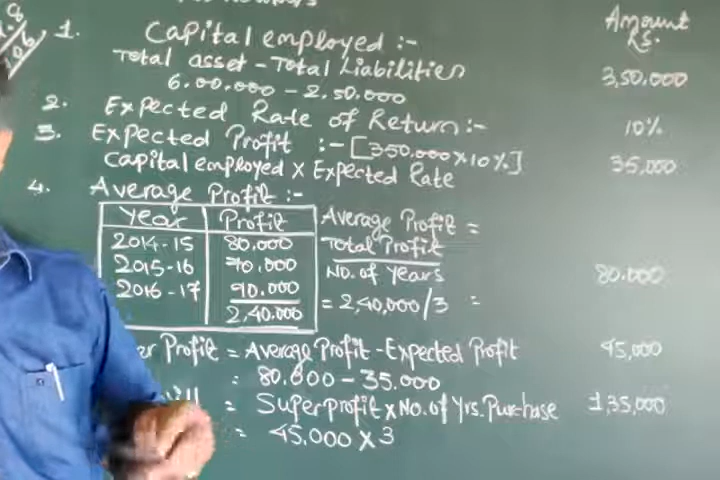 Amount
Rs.
1. Capital employed :-
Total asset - Total Liabilities 3,50,000
6.00.000 - 2.50.000
2. Expected Rate of Return :- 10%
3. Expected Profit :- [350.000 × 10%] 35,000
Capital employed × Expected Rate
4. Average Profit :-
Year Profit Average Profit =
2014-15 80.000 Total Profit
2015-16 70.000 No. of Years 80.000
2016-17 90.000 = 2,40,000/3 =
2,40.000
er Profit = Average Profit - Expected Profit 45,000
= 80.000 - 35.000
= Super profit × No. of Yrs. Purchase 1,35,000
= 45.000 × 3